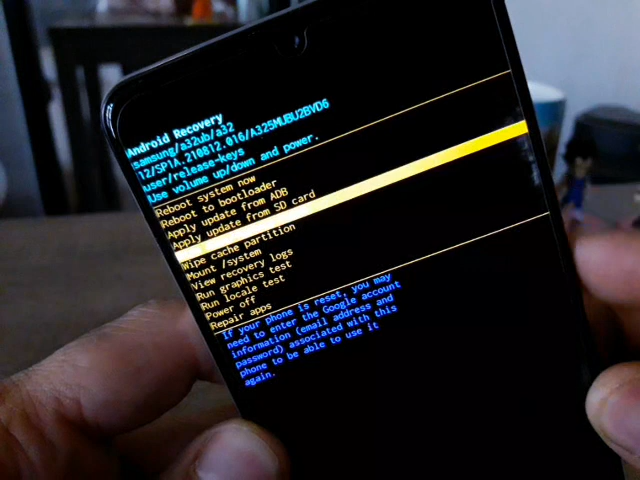 Android Recovery
samsung/a32ub/a32
12/SP1A.210812.016/A325MUBU2BVD6
user/release-keys
Use volume up/down and power.
Reboot system now
Reboot to bootloader
Apply update from ADB
Apply update from SD card
Wipe cache partition
Mount /system
View recovery logs
Run graphics test
Run locale test
Power off
Repair apps
If your phone is reset, you may
need to enter the Google account
information (email address and
password) associated with this
phone to be able to use it
again.